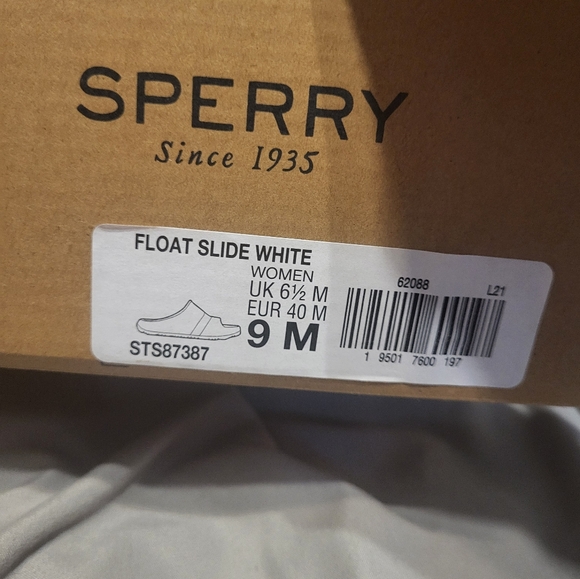 SPERRY
Since 1935
FLOAT SLIDE WHITE
WOMEN
UK 6½ M
EUR 40 M
9 M
STS87387
62088 L21
1 9501 7600 197